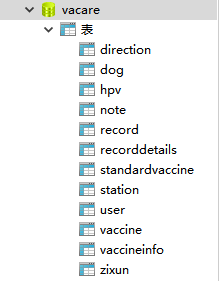 vacare
表
direction
dog
hpv
note
record
recorddetails
standardvaccine
station
user
vaccine
vaccineinfo
zixun